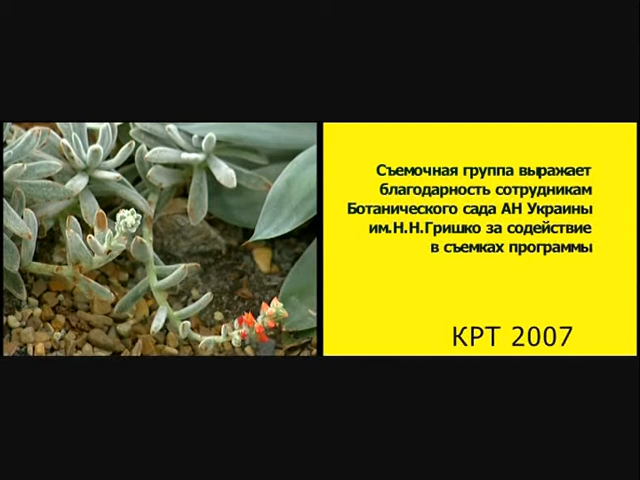 Съемочная группа выражает
благодарность сотрудникам
Ботанического сада АН Украины
им.Н.Н.Гришко за содействие
в съемках программы
КРТ 2007